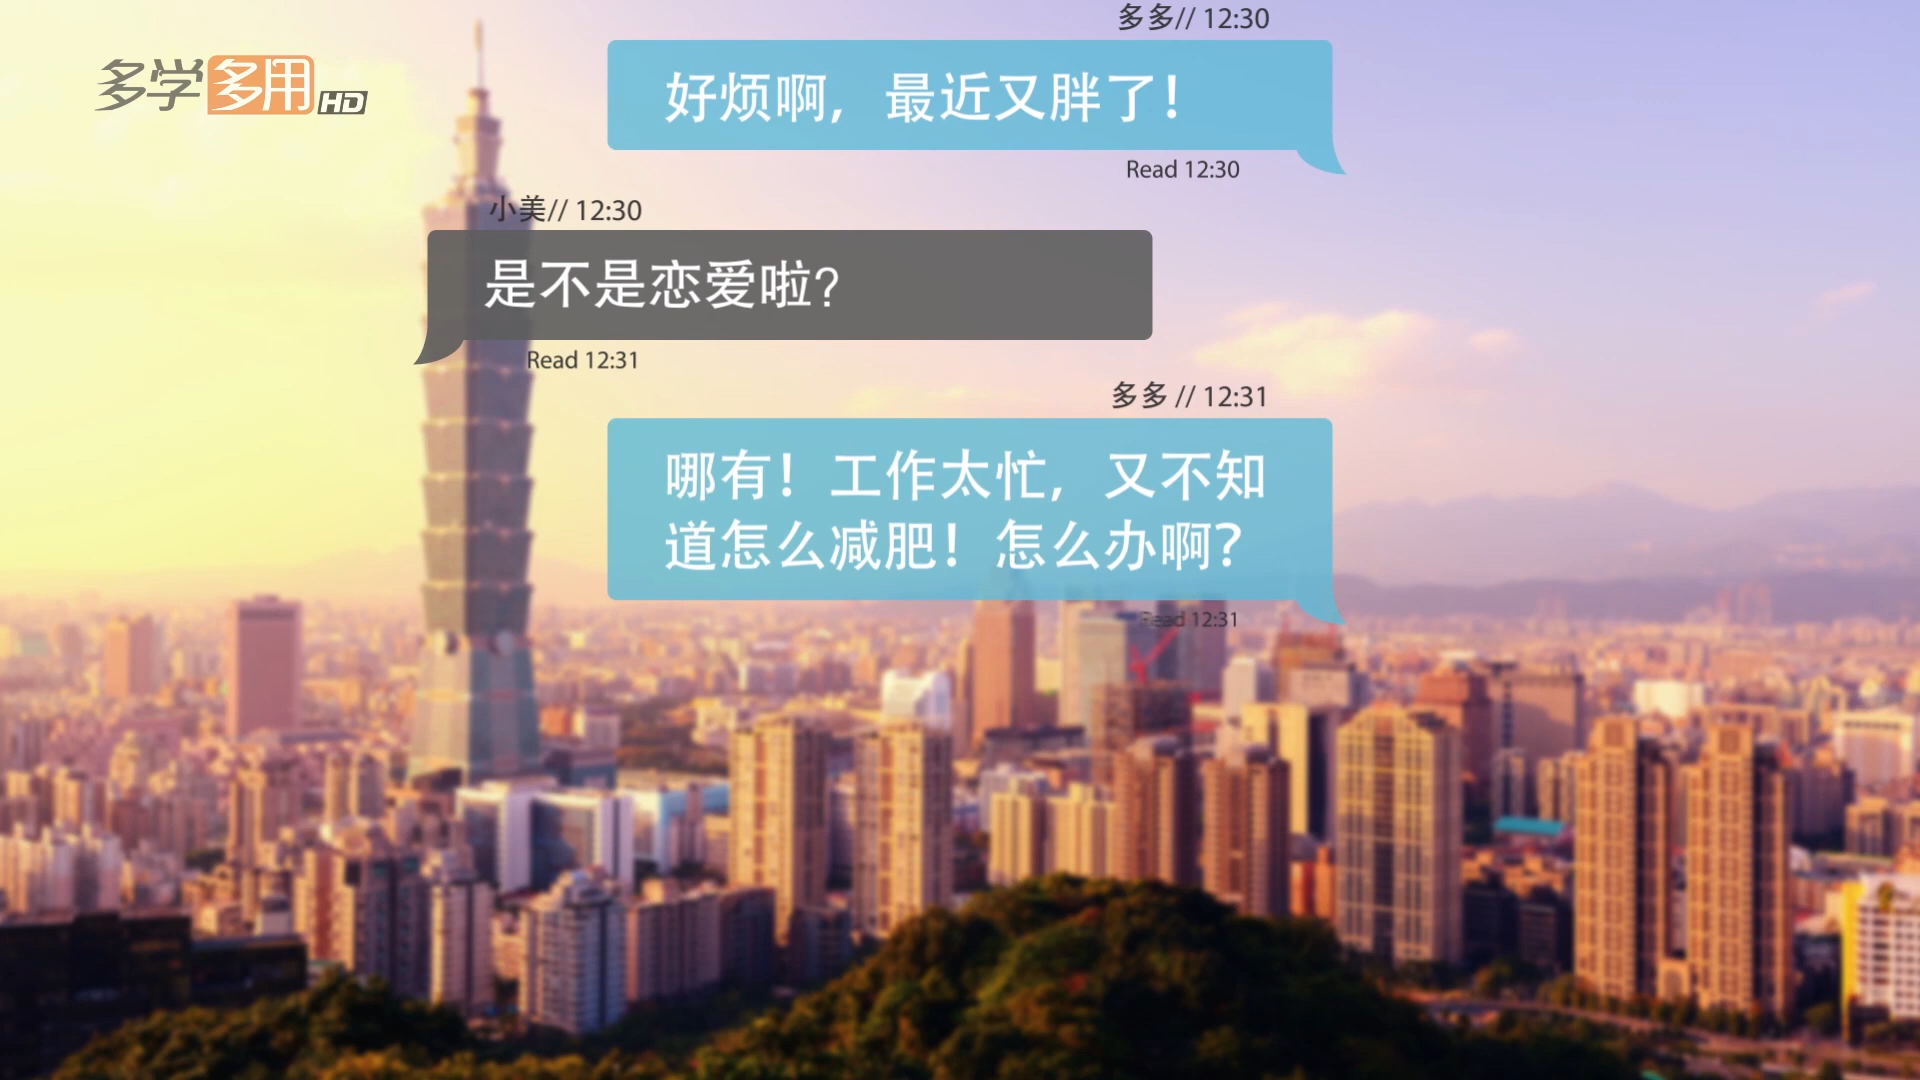 多学多用HD
多多// 12:30
好烦啊，最近又胖了！
Read 12:30
小美// 12:30
是不是恋爱啦？
Read 12:31
多多 // 12:31
哪有！工作太忙，又不知
道怎么减肥！怎么办啊？
Read 12:31